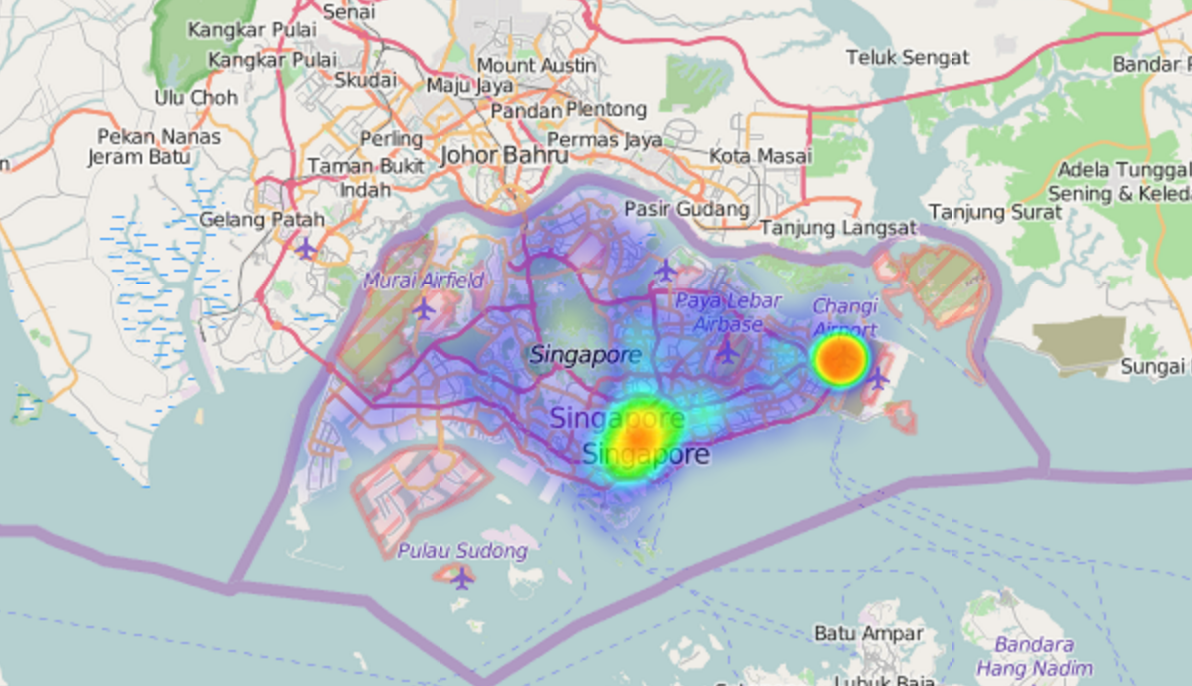 Senai
Kangkar Pulai
Kangkar Pulai
Skudai
Mount Austin
Teluk Sengat
Bandar
Ulu Choh
Maju Jaya
Pandan
Plentong
Pekan Nanas
Jeram Batu
Perling
Permas Jaya
Johor Bahru
Kota Masai
Taman Bukit
Indah
Adela Tunggal
Sening & Keled
Gelang Patah
Pasir Gudang
Tanjung Langsat
Tanjung Surat
Murai Airfield
Paya Lebar
Airbase
Changi
Airport
Singapore
Sungai
Singapore
Singapore
Pulau Sudong
Batu Ampar
Bandara
Hang Nadim
Lubuk Baja